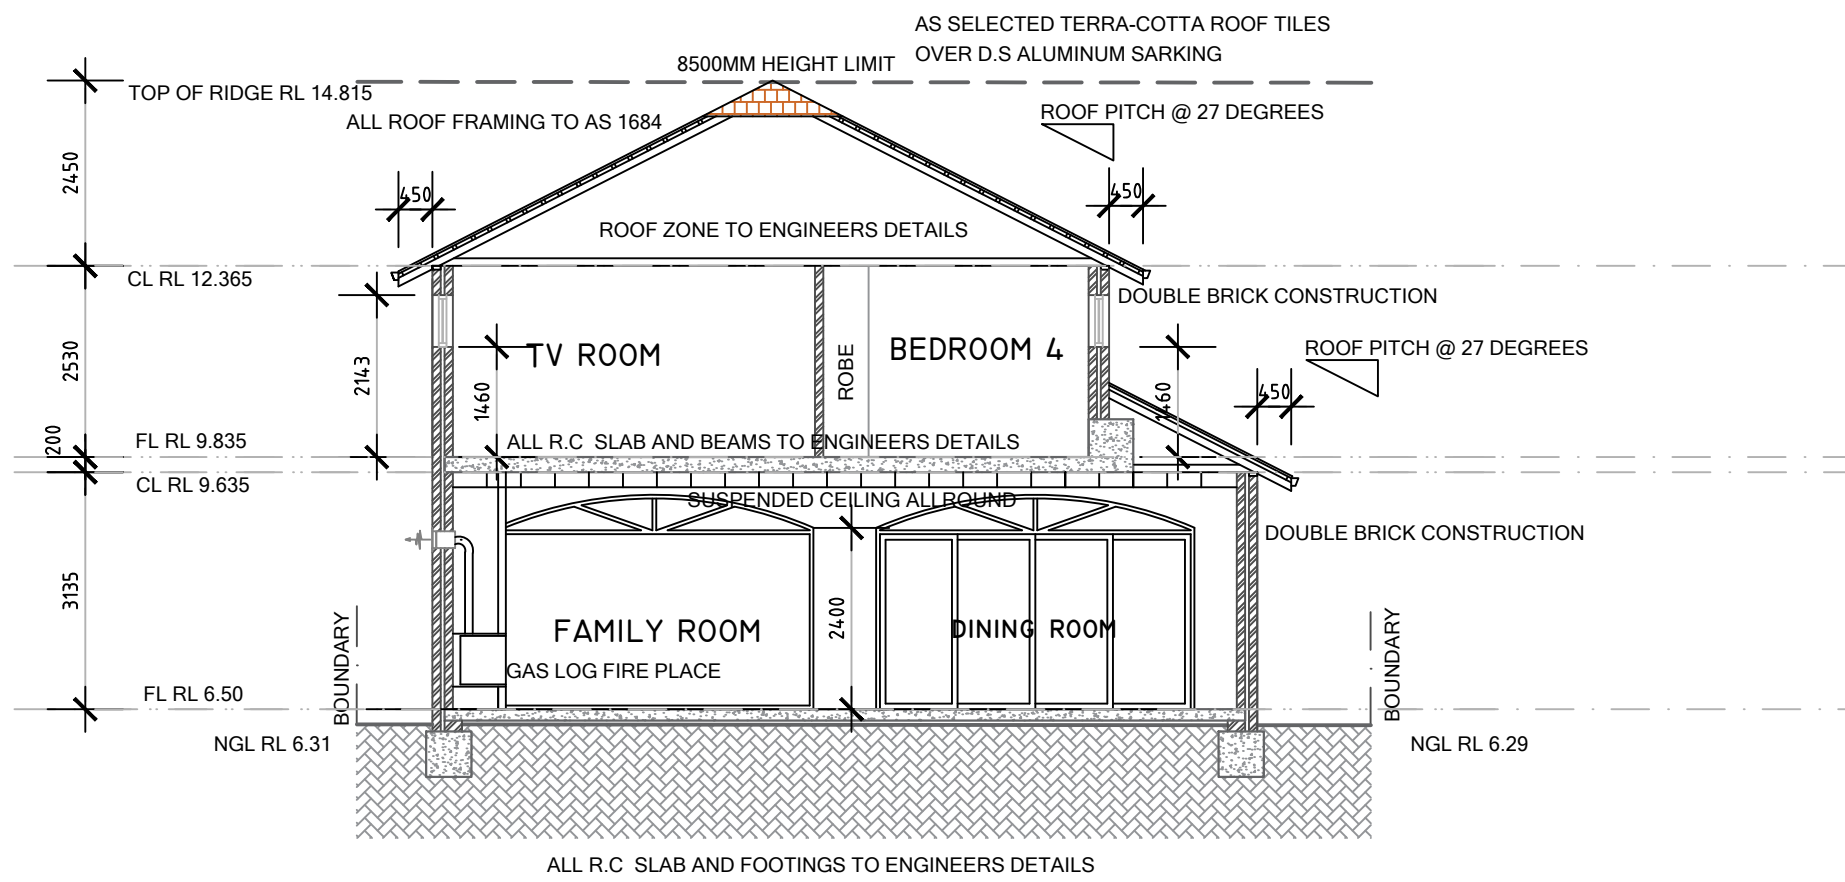 AS SELECTED TERRA-COTTA ROOF TILES
OVER D.S ALUMINUM SARKING
8500MM HEIGHT LIMIT
TOP OF RIDGE RL 14.815
ALL ROOF FRAMING TO AS 1684
ROOF PITCH @ 27 DEGREES
2450
450
450
ROOF ZONE TO ENGINEERS DETAILS
CL RL 12.365
DOUBLE BRICK CONSTRUCTION
2530
2143
1460
TV ROOM
ROBE
BEDROOM 4
1460
ROOF PITCH @ 27 DEGREES
450
200
FL RL 9.835
ALL R.C SLAB AND BEAMS TO ENGINEERS DETAILS
CL RL 9.635
SUSPENDED CEILING ALLROUND
DOUBLE BRICK CONSTRUCTION
3135
2400
FAMILY ROOM
DINING ROOM
GAS LOG FIRE PLACE
BOUNDARY
BOUNDARY
FL RL 6.50
NGL RL 6.31
NGL RL 6.29
ALL R.C SLAB AND FOOTINGS TO ENGINEERS DETAILS